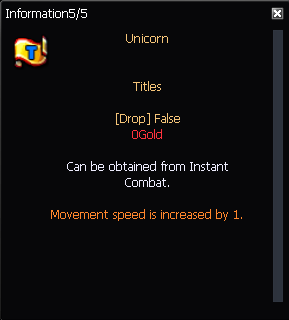 Information5/5
Unicorn
T
Titles
[Drop] False
0Gold
Can be obtained from Instant
Combat.
Movement speed is increased by 1.